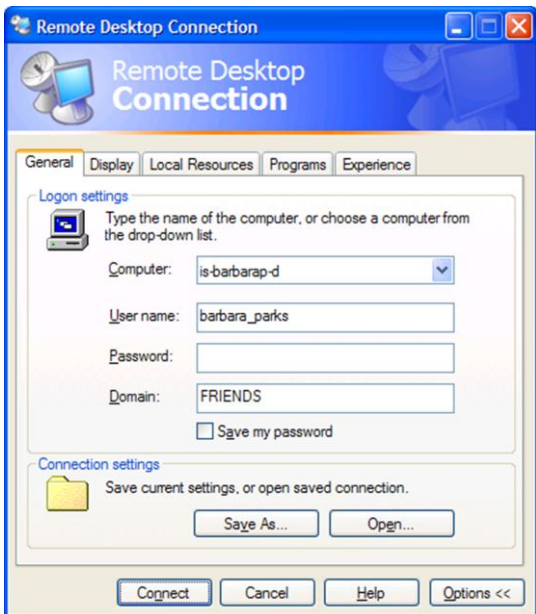 Remote Desktop Connection
Remote Desktop
Connection
General Display Local Resources Programs Experience
Logon settings
Type the name of the computer, or choose a computer from
the drop-down list.
Computer: is-barbarap-d
User name: barbara_parks
Password:
Domain: FRIENDS
Save my password
Connection settings
Save current settings, or open saved connection.
Save As... Open...
Connect Cancel Help Options <<